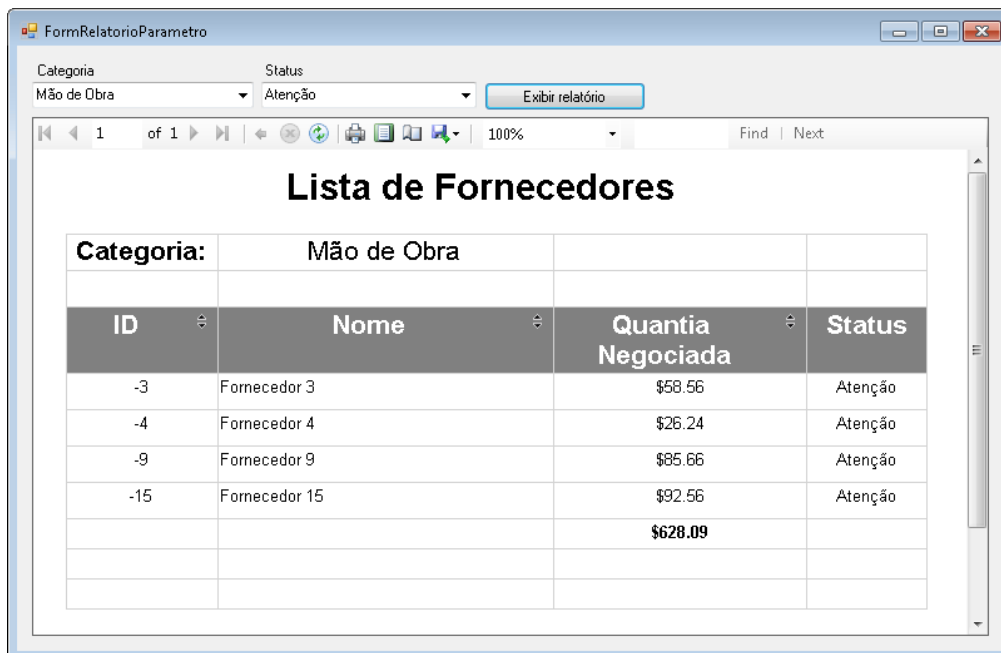 FormRelatorioParametro
Categoria Status
Mão de Obra Atenção Exibir relatório
1 of 1 100% Find | Next
Lista de Fornecedores
Categoria: Mão de Obra
ID Nome Quantia Negociada Status
-3 Fornecedor 3 $58.56 Atenção
-4 Fornecedor 4 $26.24 Atenção
-9 Fornecedor 9 $85.66 Atenção
-15 Fornecedor 15 $92.56 Atenção
$628.09